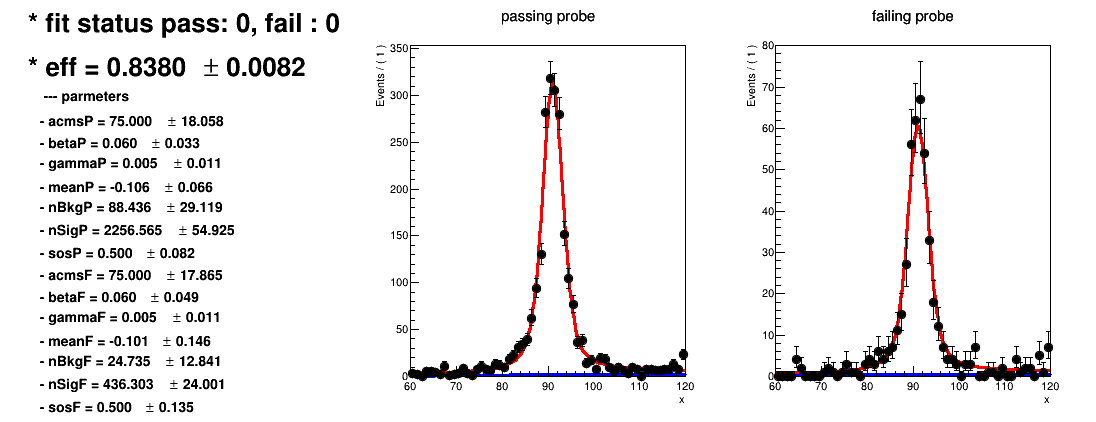 * fit status pass: 0, fail : 0
* eff = 0.8380 ± 0.0082
--- parmeters
- acmsP = 75.000 ± 18.058
- betaP = 0.060 ± 0.033
- gammaP = 0.005 ± 0.011
- meanP = -0.106 ± 0.066
- nBkgP = 88.436 ± 29.119
- nSigP = 2256.565 ± 54.925
- sosP = 0.500 ± 0.082
- acmsF = 75.000 ± 17.865
- betaF = 0.060 ± 0.049
- gammaF = 0.005 ± 0.011
- meanF = -0.101 ± 0.146
- nBkgF = 24.735 ± 12.841
- nSigF = 436.303 ± 24.001
- sosF = 0.500 ± 0.135
passing probe
Events / ( 1 )
350
300
250
200
150
100
50
0
60 70 80 90 100 110 120
x
failing probe
Events / ( 1 )
80
70
60
50
40
30
20
10
0
60 70 80 90 100 110 120
x